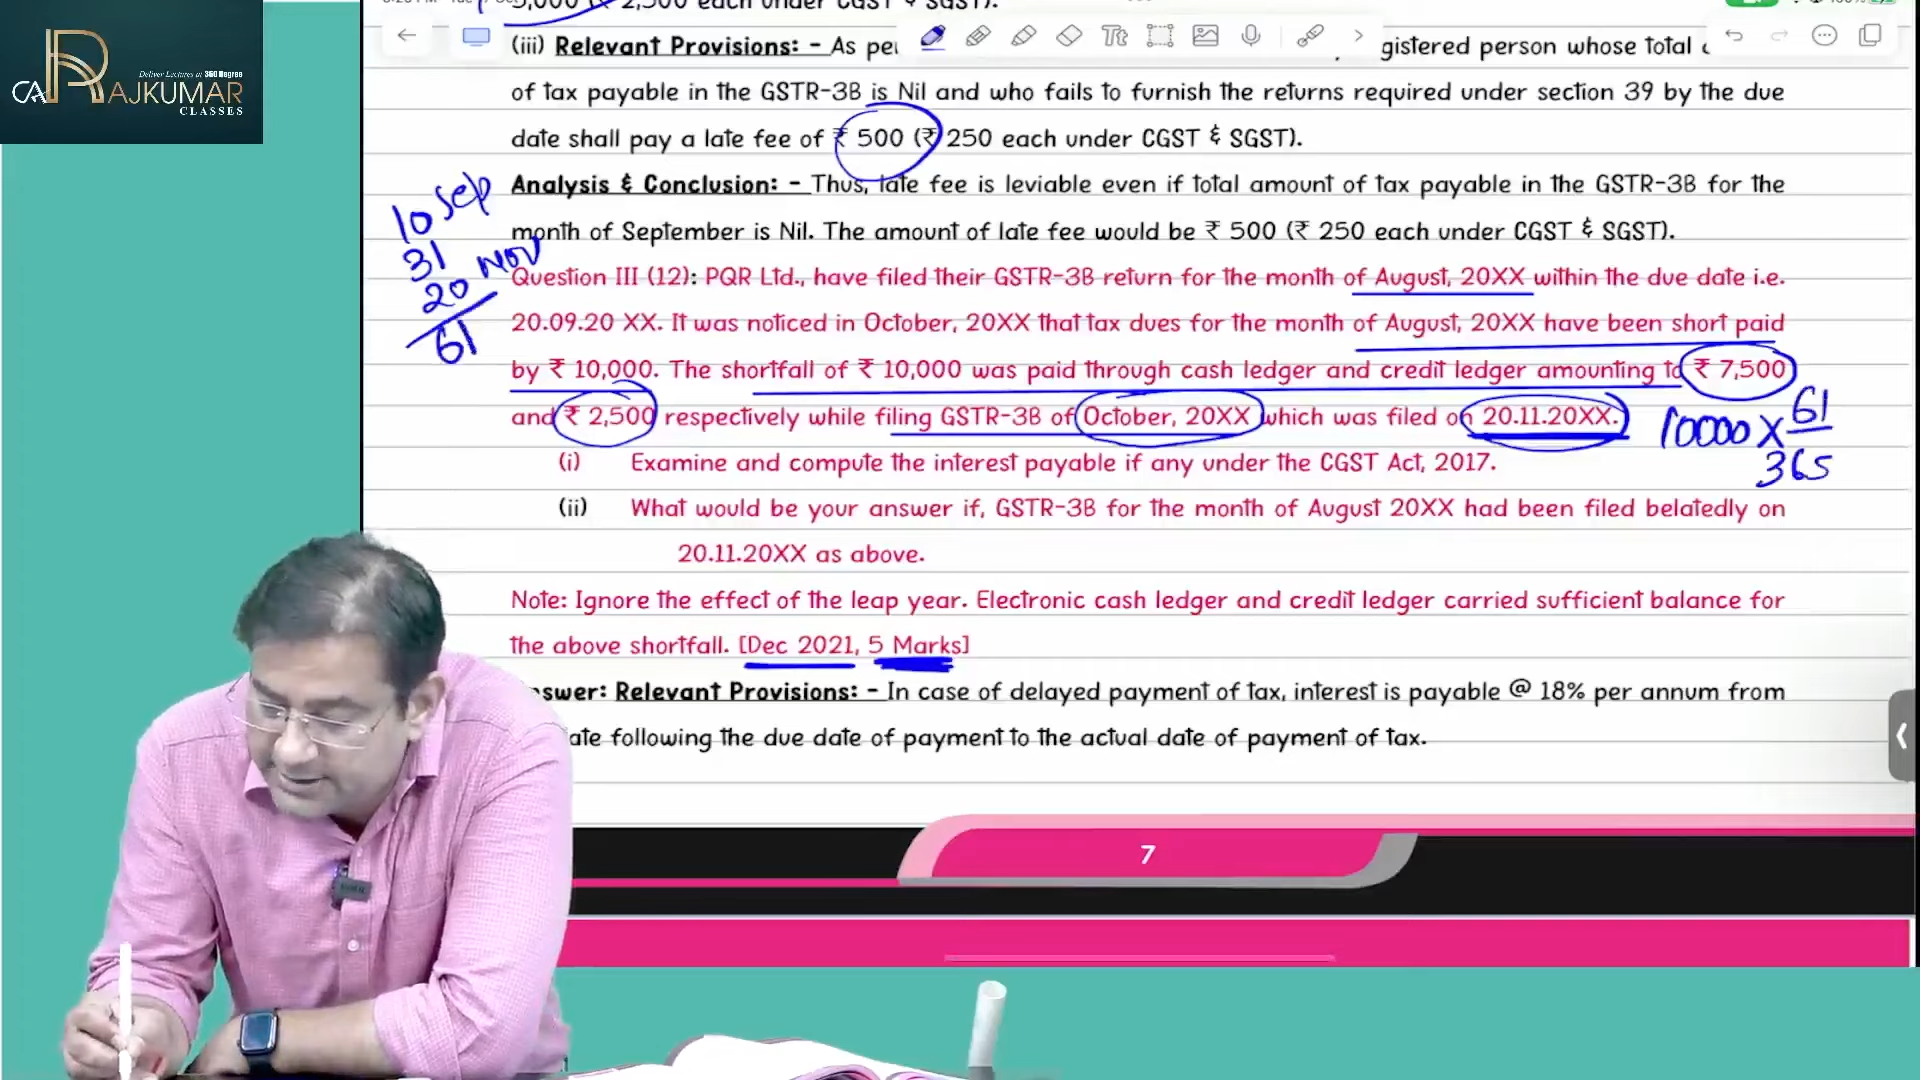 Deliver Lectures at 360 Degree
CA RAJKUMAR
CLASSES
(iii) Relevant Provisions: - As per
gistered person whose total
of tax payable in the GSTR-3B is Nil and who fails to furnish the returns required under section 39 by the due
date shall pay a late fee of ₹ 500 (₹ 250 each under CGST & SGST).
Analysis & Conclusion: - Thus, late fee is leviable even if total amount of tax payable in the GSTR-3B for the
month of September is Nil. The amount of late fee would be ₹ 500 (₹ 250 each under CGST & SGST).
10 Sep
31
20 Nov
61
Question III (12): PQR Ltd., have filed their GSTR-3B return for the month of August, 20XX within the due date i.e.
20.09.20 XX. It was noticed in October, 20XX that tax dues for the month of August, 20XX have been short paid
by ₹ 10,000. The shortfall of ₹ 10,000 was paid through cash ledger and credit ledger amounting to ₹ 7,500
and ₹ 2,500 respectively while filing GSTR-3B of October, 20XX which was filed on 20.11.20XX.
10000 X 61
365
(i) Examine and compute the interest payable if any under the CGST Act, 2017.
(ii) What would be your answer if, GSTR-3B for the month of August 20XX had been filed belatedly on
20.11.20XX as above.
Note: Ignore the effect of the leap year. Electronic cash ledger and credit ledger carried sufficient balance for
the above shortfall. [Dec 2021, 5 Marks]
nswer: Relevant Provisions: - In case of delayed payment of tax, interest is payable @ 18% per annum from
ate following the due date of payment to the actual date of payment of tax.
7